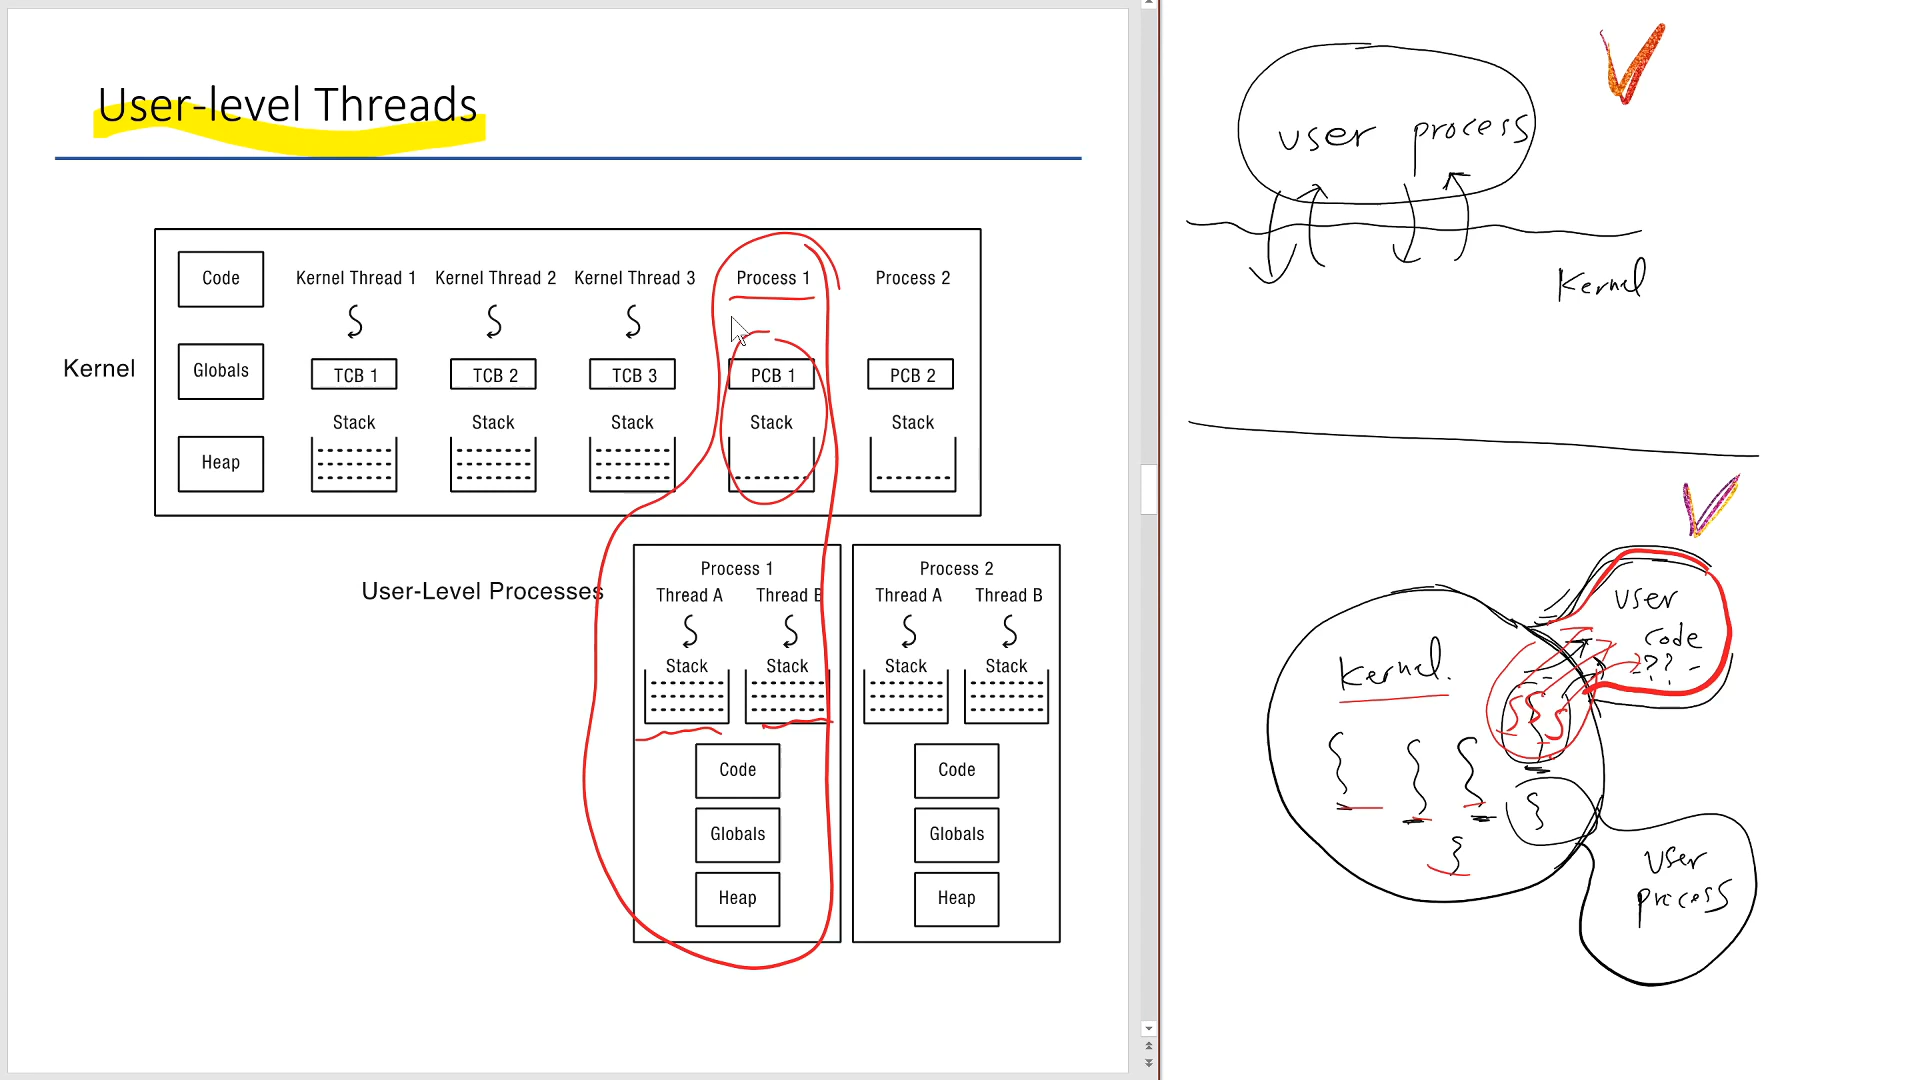 User-level Threads
Kernel
Code
Globals
Heap
Kernel Thread 1
TCB 1
Stack
Kernel Thread 2
TCB 2
Stack
Kernel Thread 3
TCB 3
Stack
Process 1
PCB 1
Stack
Process 2
PCB 2
Stack
User-Level Processes
Process 1
Thread A
Thread B
Stack
Stack
Code
Globals
Heap
Process 2
Thread A
Thread B
Stack
Stack
Code
Globals
Heap
user process
Kernel
Kernel.
user
code
??
user
process